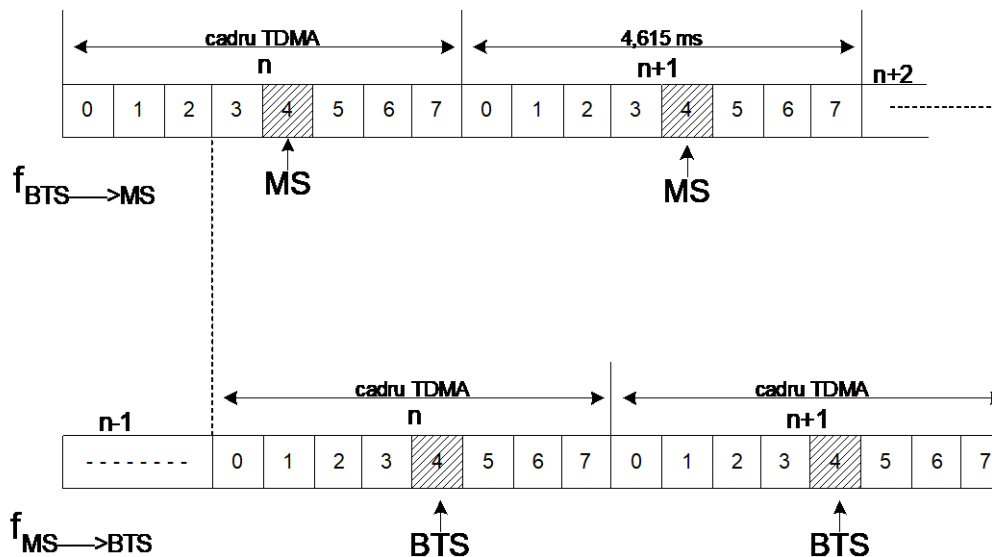 cadru TDMA 4,615 ms
n n+1 n+2
0 1 2 3 4 5 6 7 0 1 2 3 4 5 6 7
MS MS
f BTS——>MS
cadru TDMA cadru TDMA
n-1 n n+1
0 1 2 3 4 5 6 7 0 1 2 3 4 5 6 7
BTS BTS
f MS——>BTS